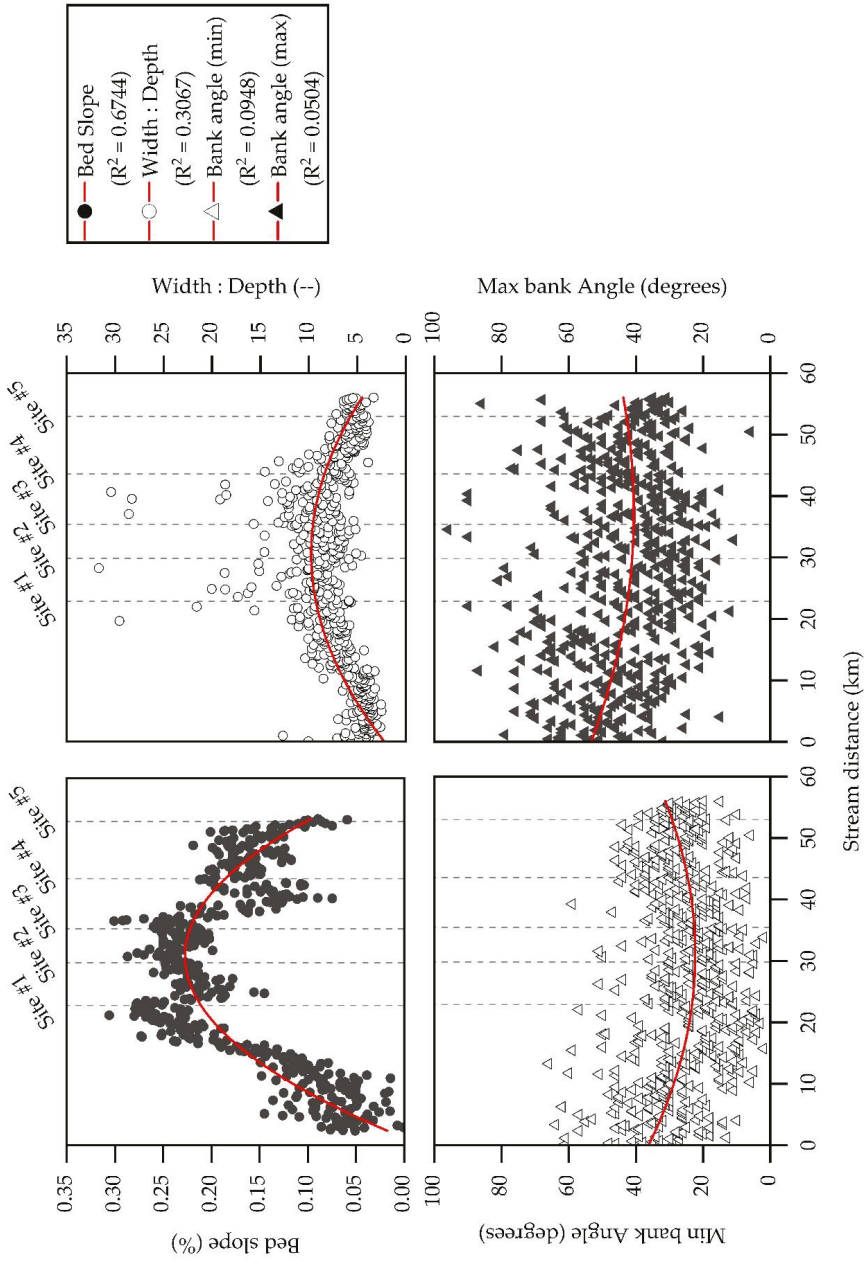 Site #1
Site #2
Site #3
Site #4
Site #5
Site #1
Site #2
Site #3
Site #4
Site #5
Bed slope (%)
0.35
0.30
0.25
0.20
0.15
0.10
0.05
0.00
35
30
25
20
15
10
5
0
Width : Depth (--)
Bed Slope
(R² = 0.6744)
Width : Depth
(R² = 0.3067)
Bank angle (min)
(R² = 0.0948)
Bank angle (max)
(R² = 0.0504)
Min bank Angle (degrees)
100
80
60
40
20
0
100
80
60
40
20
0
Max bank Angle (degrees)
0 10 20 30 40 50 60
0 10 20 30 40 50 60
Stream distance (km)